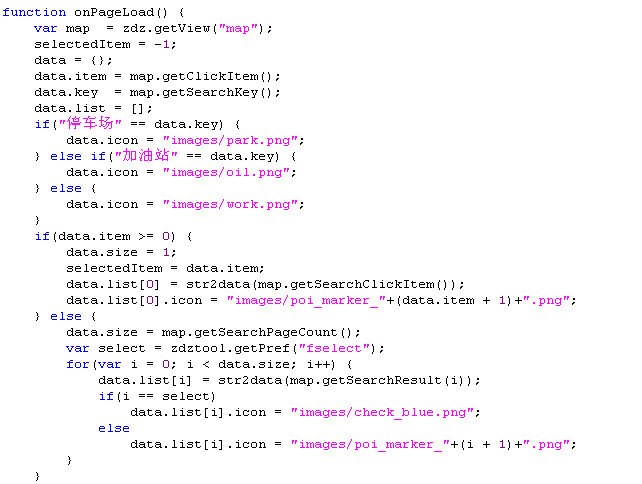 function onPageLoad() {
    var map  = zdz.getView("map");
    selectedItem = -1;
    data = {};
    data.item = map.getClickItem();
    data.key  = map.getSearchKey();
    data.list = [];
    if("停车场" == data.key) {
        data.icon = "images/park.png";
    } else if("加油站" == data.key) {
        data.icon = "images/oil.png";
    } else {
        data.icon = "images/work.png";
    }
    if(data.item >= 0) {
        data.size = 1;
        selectedItem = data.item;
        data.list[0] = str2data(map.getSearchClickItem());
        data.list[0].icon = "images/poi_marker_"+(data.item + 1)+".png";
    } else {
        data.size = map.getSearchPageCount();
        var select = zdztool.getPref("fselect");
        for(var i = 0; i < data.size; i++) {
            data.list[i] = str2data(map.getSearchResult(i));
            if(i == select)
                data.list[i].icon = "images/check_blue.png";
            else
                data.list[i].icon = "images/poi_marker_"+(i + 1)+".png";
        }
    }